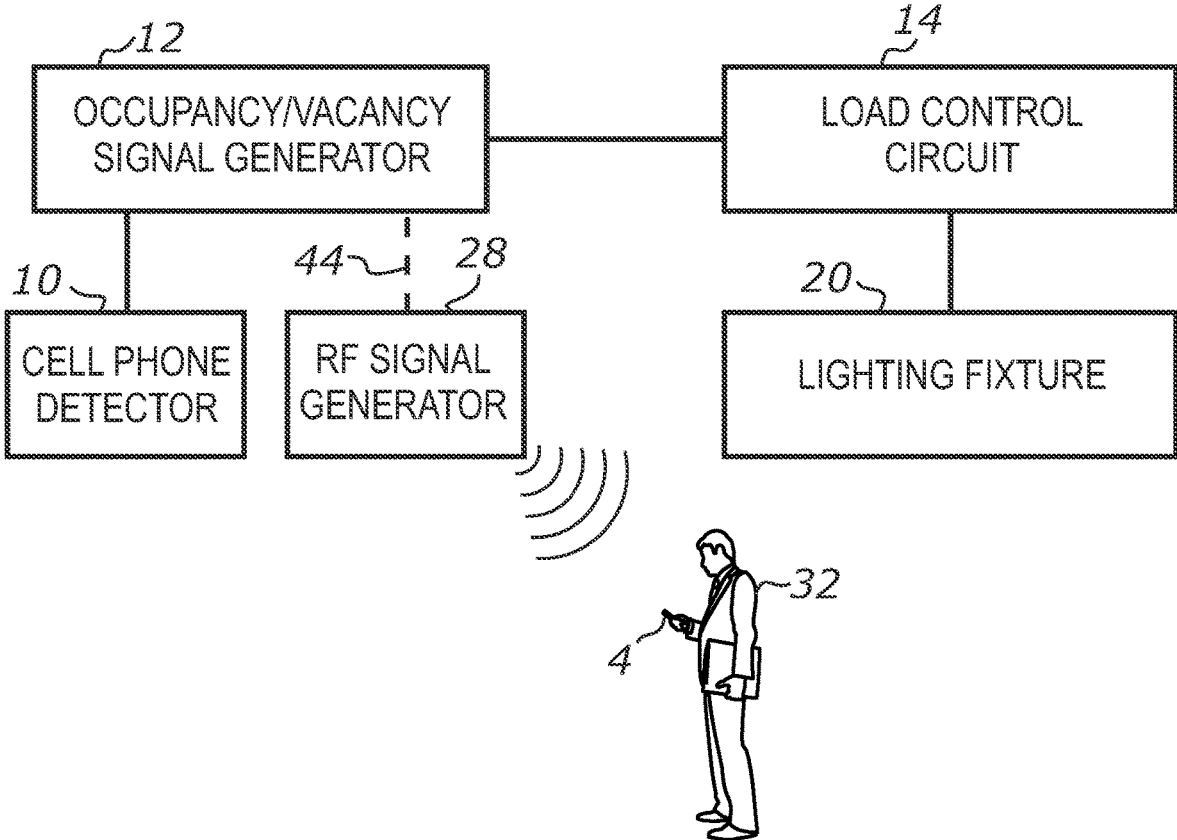 12
14
OCCUPANCY/VACANCY
SIGNAL GENERATOR
LOAD CONTROL
CIRCUIT
10
44
28
20
CELL PHONE
DETECTOR
RF SIGNAL
GENERATOR
LIGHTING FIXTURE
32
4